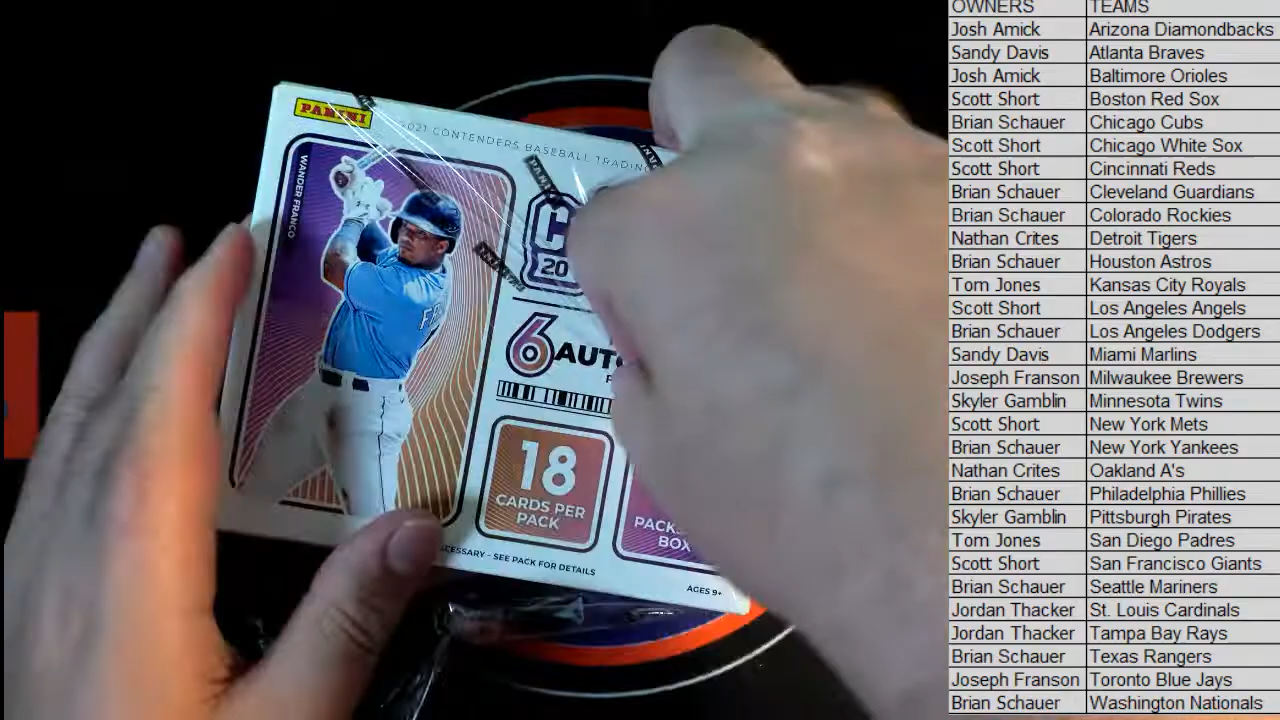 PANINI
2021 CONTENDERS BASEBALL TRADING
WANDER FRANCO
C
20
6 AUTO
18
CARDS PER
PACK
PACKS
BOX
CESSARY - SEE PACK FOR DETAILS
AGES 9+
OWNERS TEAMS
Josh Amick Arizona Diamondbacks
Sandy Davis Atlanta Braves
Josh Amick Baltimore Orioles
Scott Short Boston Red Sox
Brian Schauer Chicago Cubs
Scott Short Chicago White Sox
Scott Short Cincinnati Reds
Brian Schauer Cleveland Guardians
Brian Schauer Colorado Rockies
Nathan Crites Detroit Tigers
Brian Schauer Houston Astros
Tom Jones Kansas City Royals
Scott Short Los Angeles Angels
Brian Schauer Los Angeles Dodgers
Sandy Davis Miami Marlins
Joseph Franson Milwaukee Brewers
Skyler Gamblin Minnesota Twins
Scott Short New York Mets
Brian Schauer New York Yankees
Nathan Crites Oakland A's
Brian Schauer Philadelphia Phillies
Skyler Gamblin Pittsburgh Pirates
Tom Jones San Diego Padres
Scott Short San Francisco Giants
Brian Schauer Seattle Mariners
Jordan Thacker St. Louis Cardinals
Jordan Thacker Tampa Bay Rays
Brian Schauer Texas Rangers
Joseph Franson Toronto Blue Jays
Brian Schauer Washington Nationals